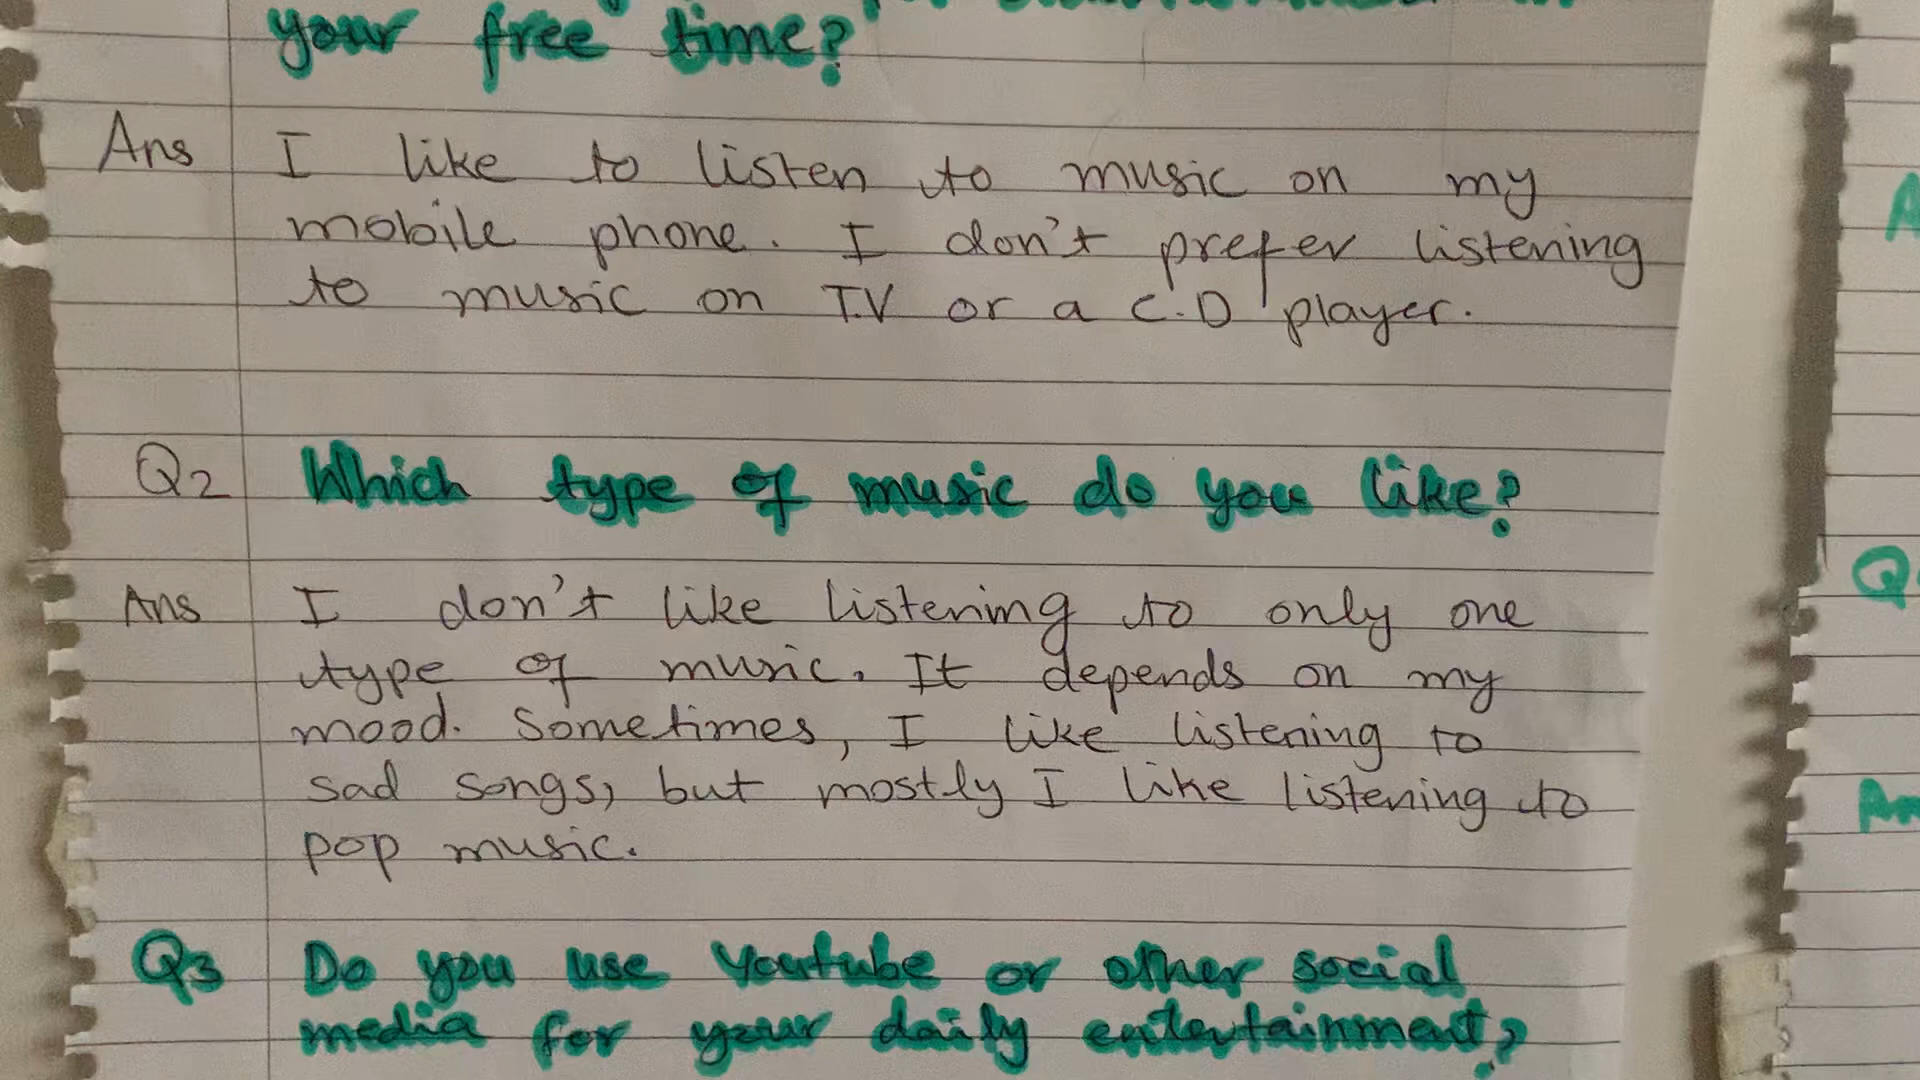 your free time?
Ans I like to listen to music on my
mobile phone. I don't prefer listening
to music on T.V or a C.D player.
Q2 Which type of music do you like?
Ans I don't like listening to only one
type of music. It depends on my
mood. Sometimes, I like listening to
sad songs, but mostly I like listening to
pop music.
Q3 Do you use Youtube or other social
media for your daily entertainment?